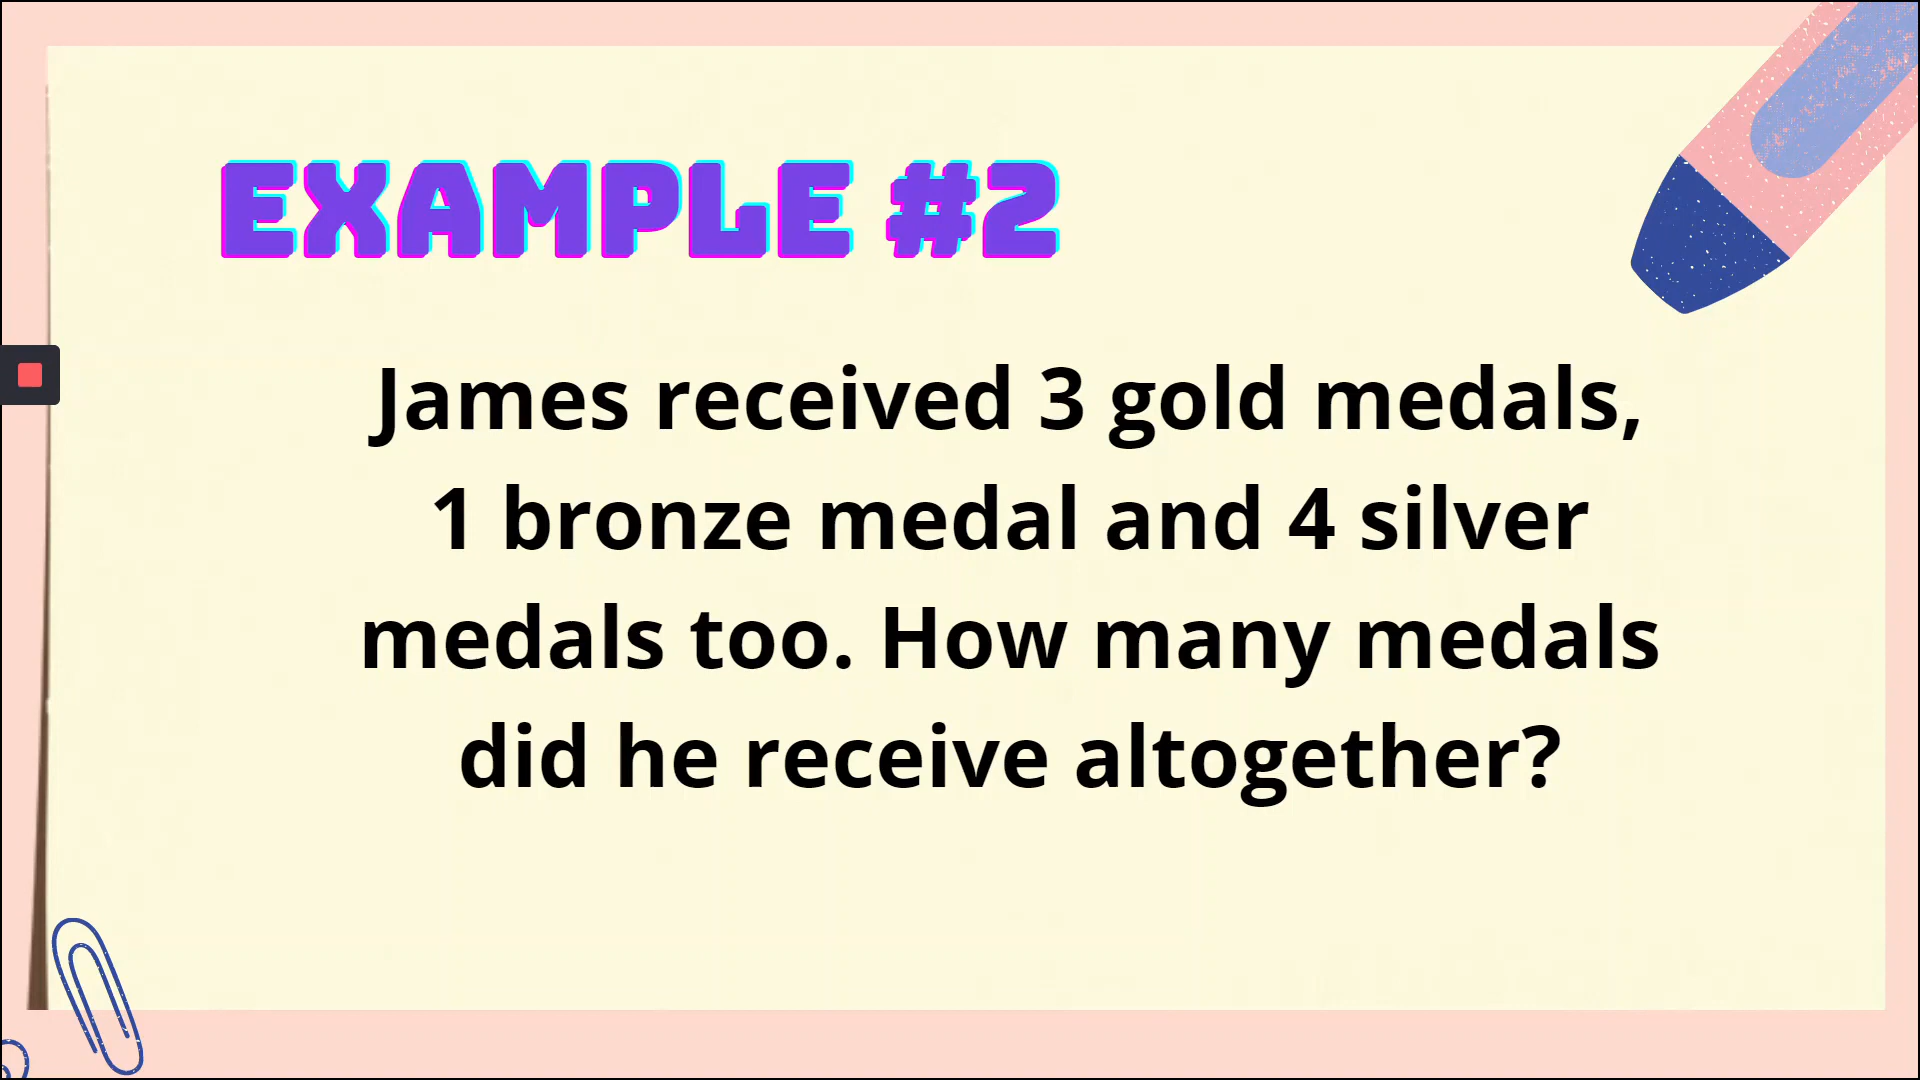 EXAMPLE #2
James received 3 gold medals,
1 bronze medal and 4 silver
medals too. How many medals
did he receive altogether?